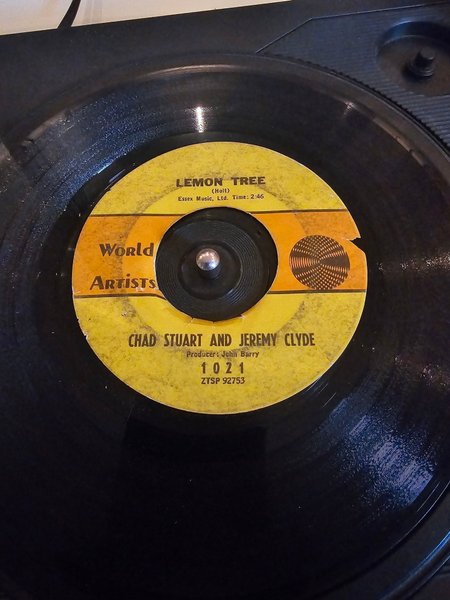 LEMON TREE
(Holt)
Essex Music, Ltd. Time: 2:46
World
Artists
CHAD STUART AND JEREMY CLYDE
Producer: John Barry
1021
ZTSP 92753